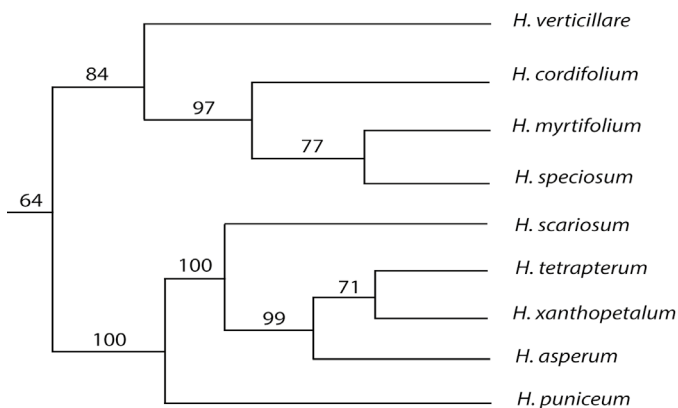 H. verticillare
84
H. cordifolium
97
H. myrtifolium
77
H. speciosum
64
H. scariosum
100
H. tetrapterum
71
H. xanthopetalum
99
100
H. asperum
H. puniceum